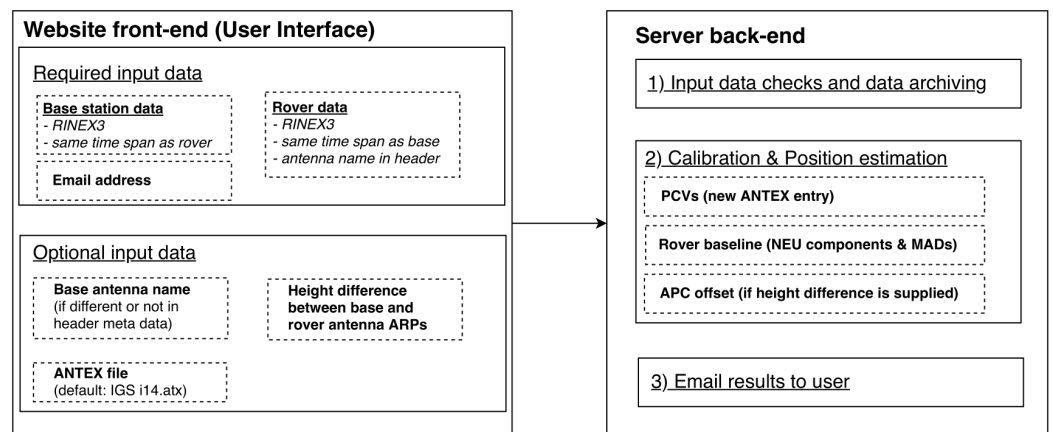 Website front-end (User Interface)
Required input data
Base station data
- RINEX3
- same time span as rover
Email address
Rover data
- RINEX3
- same time span as base
- antenna name in header
Optional input data
Base antenna name
(if different or not in
header meta data)
Height difference
between base and
rover antenna ARPs
ANTEX file
(default: IGS i14.atx)
Server back-end
1) Input data checks and data archiving
2) Calibration & Position estimation
PCVs (new ANTEX entry)
Rover baseline (NEU components & MADs)
APC offset (if height difference is supplied)
3) Email results to user